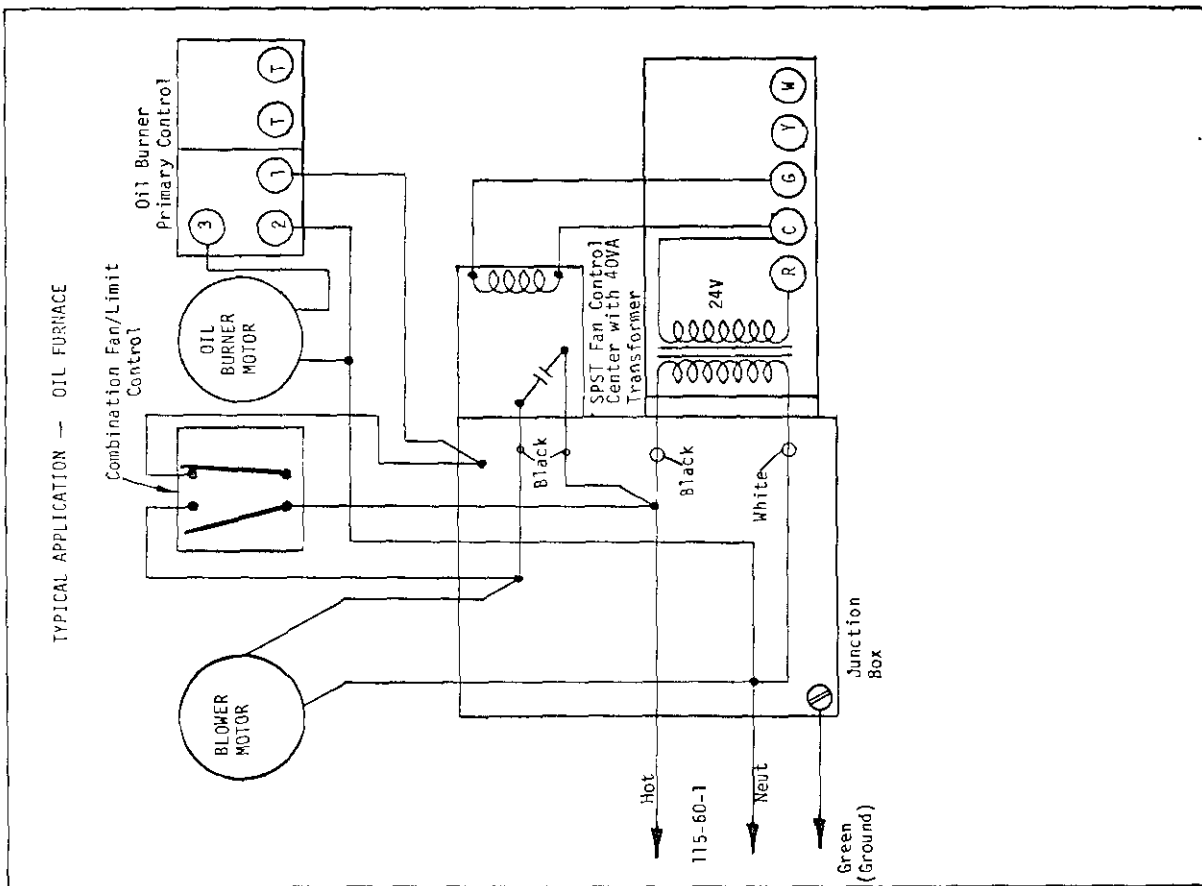 TYPICAL APPLICATION — OIL FURNACE
Combination Fan/Limit
Control
Oil Burner
Primary Control
T
T
3
1
2
OIL
BURNER
MOTOR
BLOWER
MOTOR
SPST Fan Control
Center with 40VA
Transformer
24V
W
Y
G
C
R
Black
Black
White
Junction
Box
Hot
115-60-1
Neut
Green
(Ground)